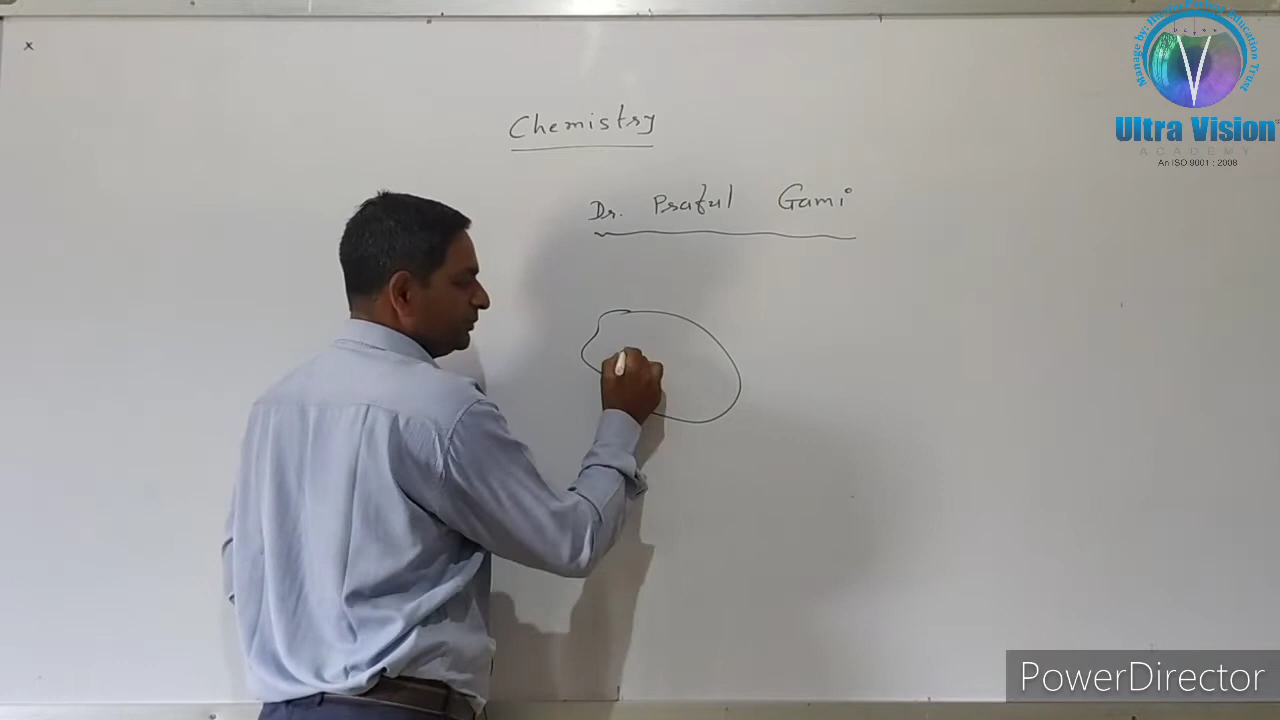 x
Chemistry
Dr. Praful Gami
V
Ultra Vision
ACADEMY
An ISO 9001 : 2008
PowerDirector